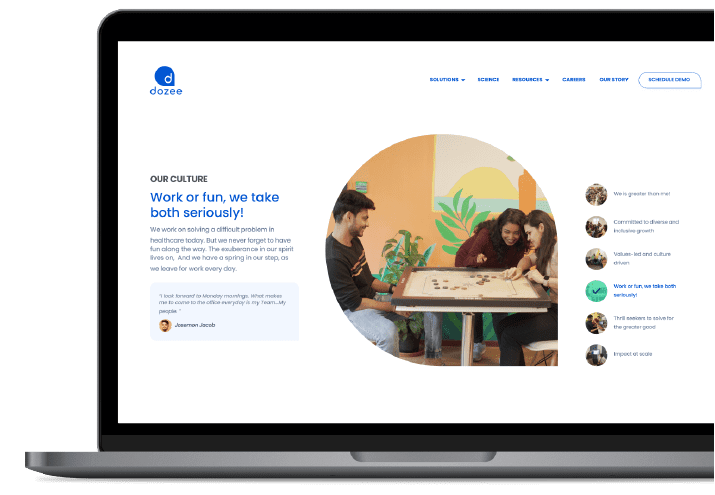 dozee
SOLUTIONS
SCIENCE
RESOURCES
CAREERS
OUR STORY
SCHEDULE DEMO
OUR CULTURE
Work or fun, we take
both seriously!
We work on solving a difficult problem in
healthcare today. But we never forget to have
fun along the way. The exuberance in our spirit
lives on, And we have a spring in our step, as
we leave for work every day.
"I look forward to Monday mornings. What makes
me to come to the office everyday is my Team...My
people. "
Josemon Jacob
We is greater than me!
Committed to diverse and
inclusive growth
Values-led and culture
driven
Work or fun, we take both
seriously!
Thrill seekers to solve for
the greater good
Impact at scale